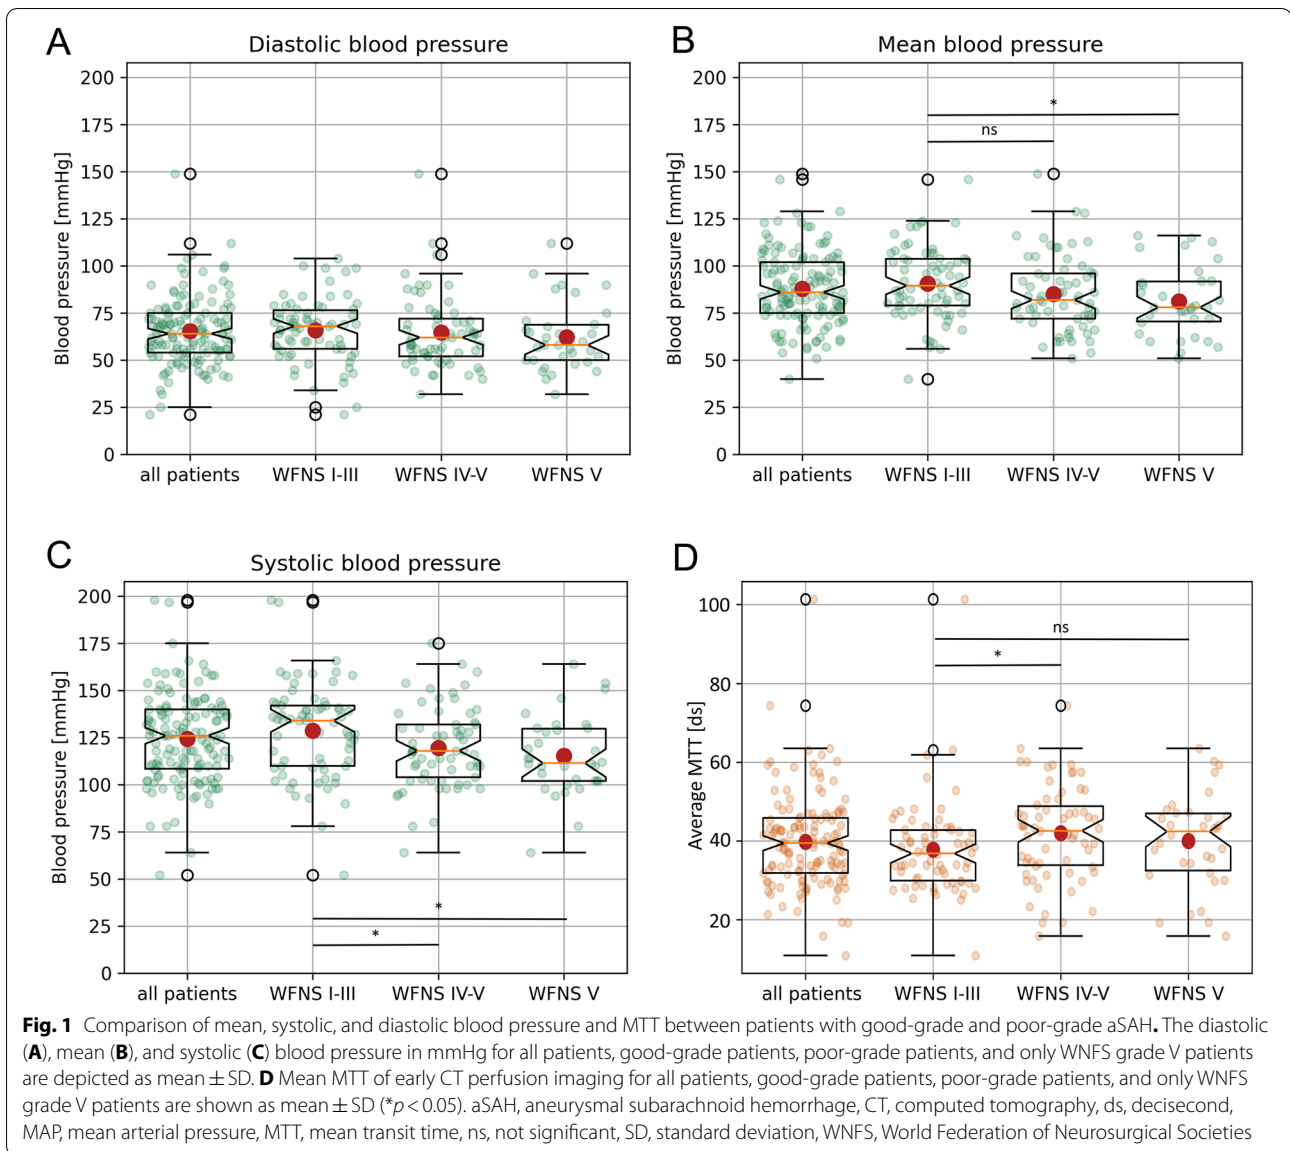 A
Diastolic blood pressure
Blood pressure [mmHg]
200
175
150
125
100
75
50
25
0
all patients WFNS I-III WFNS IV-V WFNS V
B
Mean blood pressure
Blood pressure [mmHg]
200
175
150
125
100
75
50
25
0
*
ns
all patients WFNS I-III WFNS IV-V WFNS V
C
Systolic blood pressure
Blood pressure [mmHg]
200
175
150
125
100
75
50
25
0
*
*
all patients WFNS I-III WFNS IV-V WFNS V
D
Average MTT [ds]
100
80
60
40
20
ns
*
all patients WFNS I-III WFNS IV-V WFNS V
Fig. 1 Comparison of mean, systolic, and diastolic blood pressure and MTT between patients with good-grade and poor-grade aSAH. The diastolic
(A), mean (B), and systolic (C) blood pressure in mmHg for all patients, good-grade patients, poor-grade patients, and only WNFS grade V patients
are depicted as mean ± SD. D Mean MTT of early CT perfusion imaging for all patients, good-grade patients, poor-grade patients, and only WNFS
grade V patients are shown as mean ± SD (*p < 0.05). aSAH, aneurysmal subarachnoid hemorrhage, CT, computed tomography, ds, decisecond,
MAP, mean arterial pressure, MTT, mean transit time, ns, not significant, SD, standard deviation, WNFS, World Federation of Neurosurgical Societies